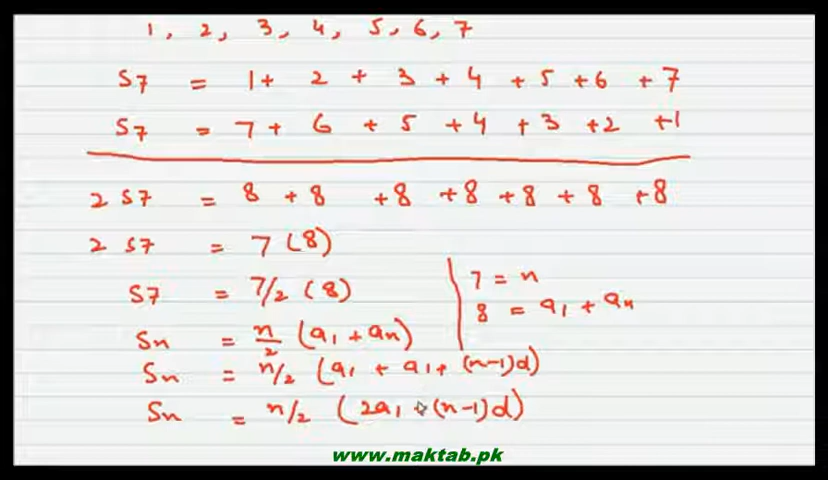 1, 2, 3, 4, 5, 6, 7
S7 = 1+ 2 + 3 + 4 + 5 + 6 + 7
S7 = 7 + 6 + 5 + 4 + 3 + 2 + 1
2 S7 = 8 + 8 + 8 + 8 + 8 + 8 + 8
2 S7 = 7 (8)
S7 = 7/2 (8)
7 = n
8 = a1 + an
Sn = n/2 (a1 + an)
Sn = n/2 (a1 + a1 + (n-1)d)
Sn = n/2 (2a1 + (n-1)d)
www.maktab.pk